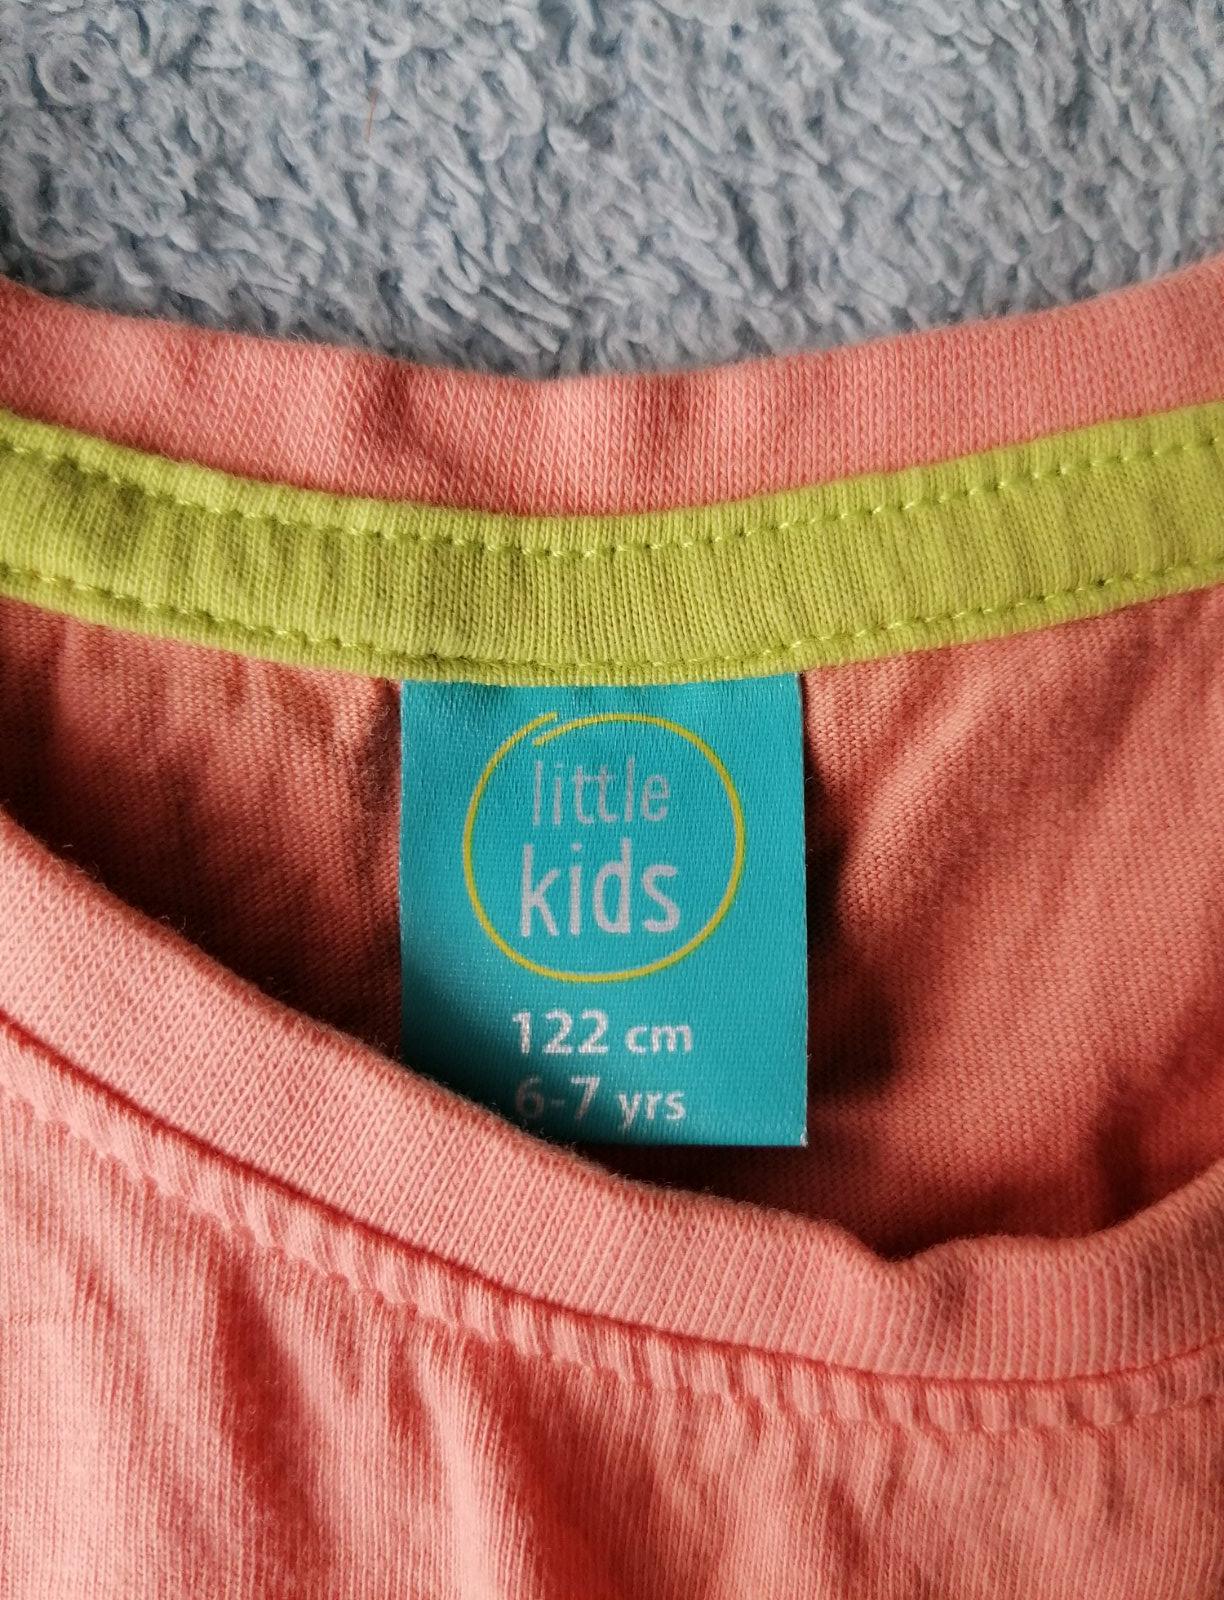 little
kids
122 cm
6-7 yrs